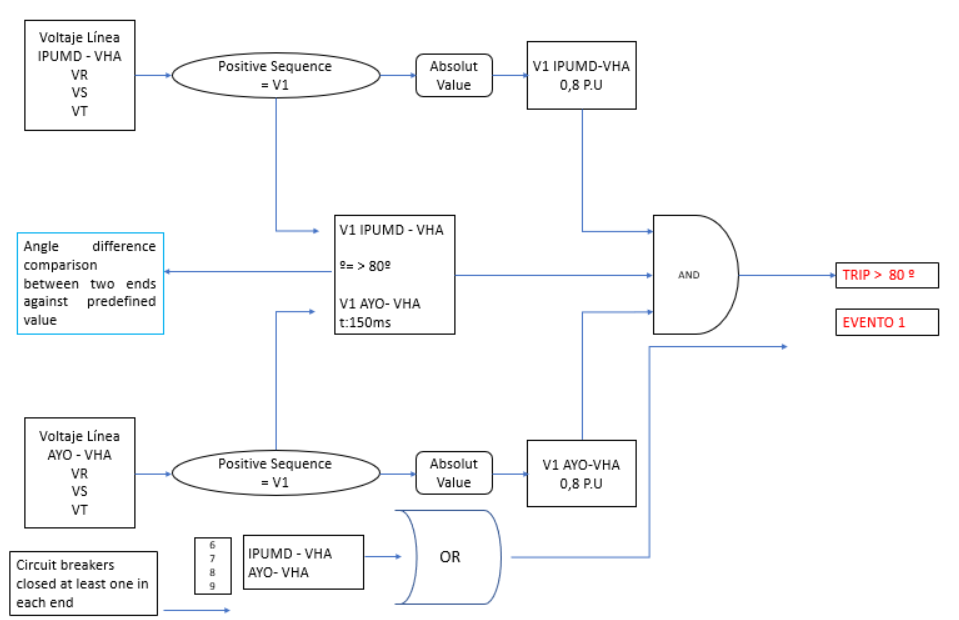 Voltaje Línea
IPUMD - VHA
VR
VS
VT
Positive Sequence
= V1
Absolut
Value
V1 IPUMD-VHA
0,8 P.U
Angle difference
comparison
between two ends
against predefined
value
V1 IPUMD - VHA
º= > 80º
V1 AYO- VHA
t:150ms
AND
TRIP > 80 º
EVENTO 1
Voltaje Línea
AYO - VHA
VR
VS
VT
Positive Sequence
= V1
Absolut
Value
V1 AYO-VHA
0,8 P.U
Circuit breakers
closed at least one in
each end
6
7
8
9
IPUMD - VHA
AYO- VHA
OR